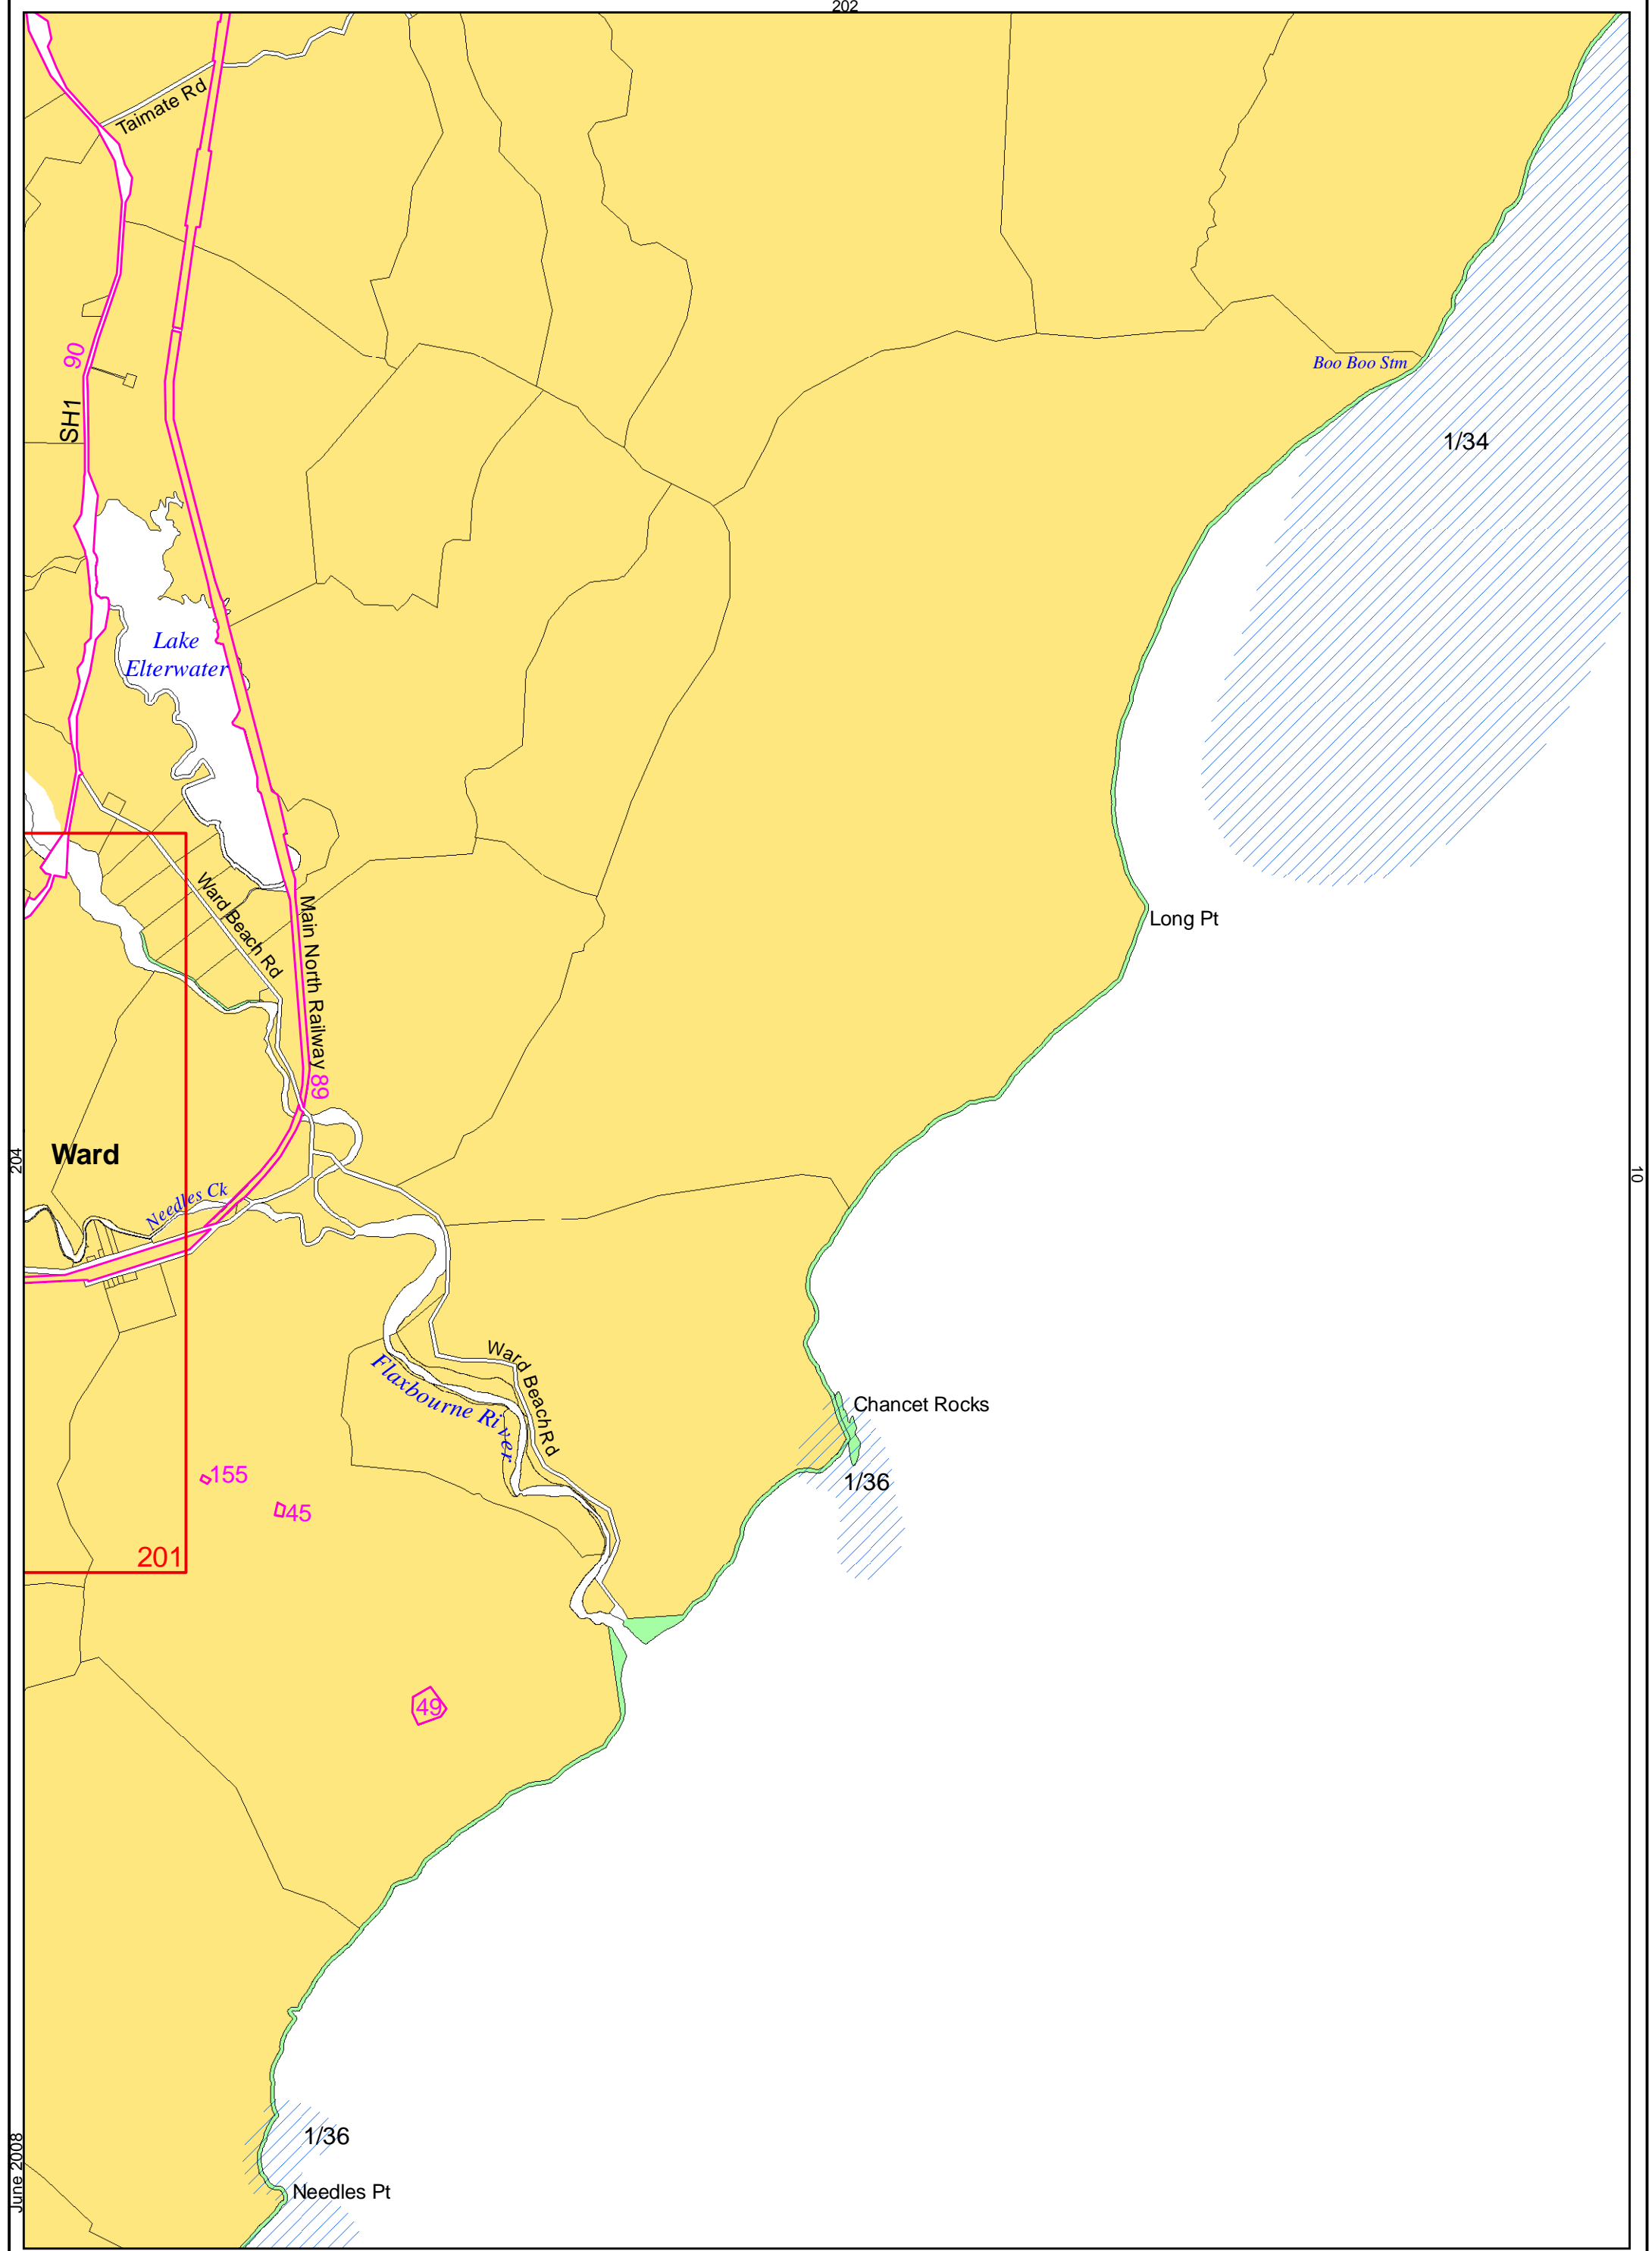 202
Taimate Rd
90
SH1
Boo Boo Stm
1/34
Lake
Elterwater
Ward Beach Rd
Main North Railway
Long Pt
89
204
Ward
10
Needles Ck
Ward Beach Rd
Flaxbourne River
Chancet Rocks
155
1/36
45
201
49
1/36
June 2008
Needles Pt